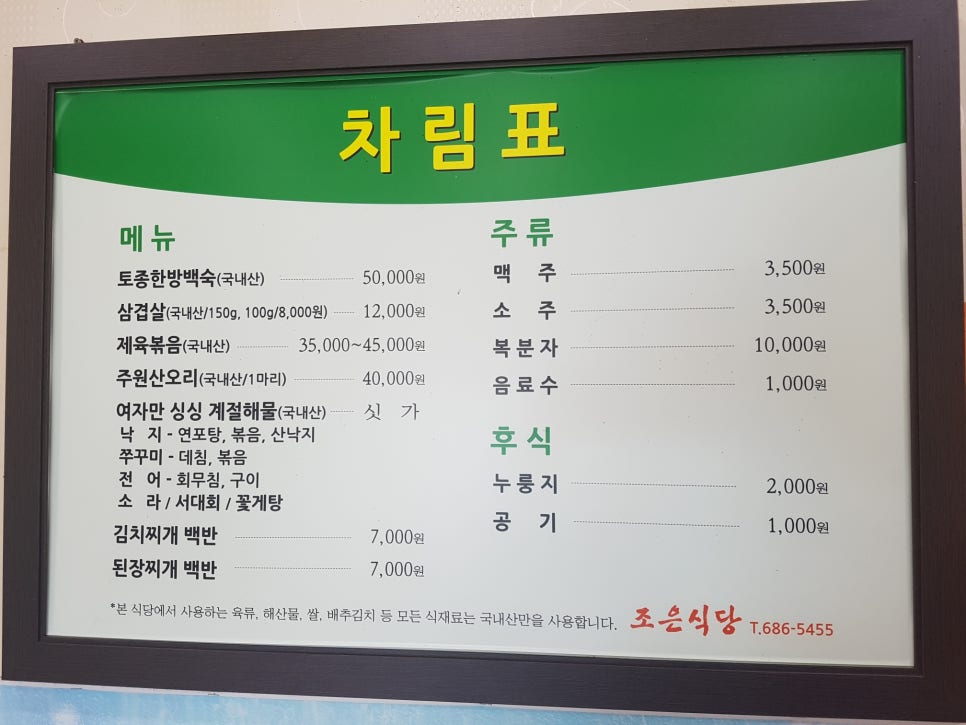 차림표
메뉴
토종한방백숙(국내산) 50,000원
삼겹살(국내산/150g, 100g/8,000원) 12,000원
제육볶음(국내산) 35,000~45,000원
주원산오리(국내산/1마리) 40,000원
여자만 싱싱 계절해물(국내산) 싯 가
낙 지 - 연포탕, 볶음, 산낙지
쭈꾸미 - 데침, 볶음
전 어 - 회무침, 구이
소 라 / 서대회 / 꽃게탕
김치찌개 백반 7,000원
된장찌개 백반 7,000원
주류
맥 주 3,500원
소 주 3,500원
복분자 10,000원
음료수 1,000원
후식
누룽지 2,000원
공 기 1,000원
*본 식당에서 사용하는 육류, 해산물, 쌀, 배추김치 등 모든 식재료는 국내산만을 사용합니다.
조은식당 T.686-5455